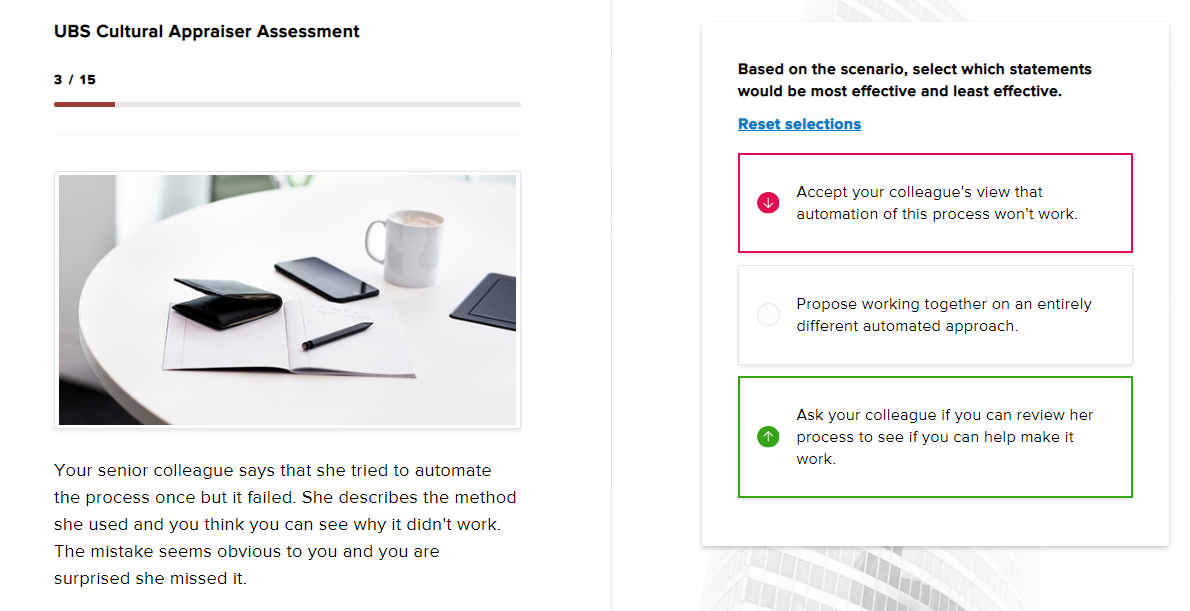 UBS Cultural Appraiser Assessment
3 / 15
Your senior colleague says that she tried to automate
the process once but it failed. She describes the method
she used and you think you can see why it didn't work.
The mistake seems obvious to you and you are
surprised she missed it.
Based on the scenario, select which statements
would be most effective and least effective.
Reset selections
Accept your colleague's view that
automation of this process won't work.
Propose working together on an entirely
different automated approach.
Ask your colleague if you can review her
process to see if you can help make it
work.